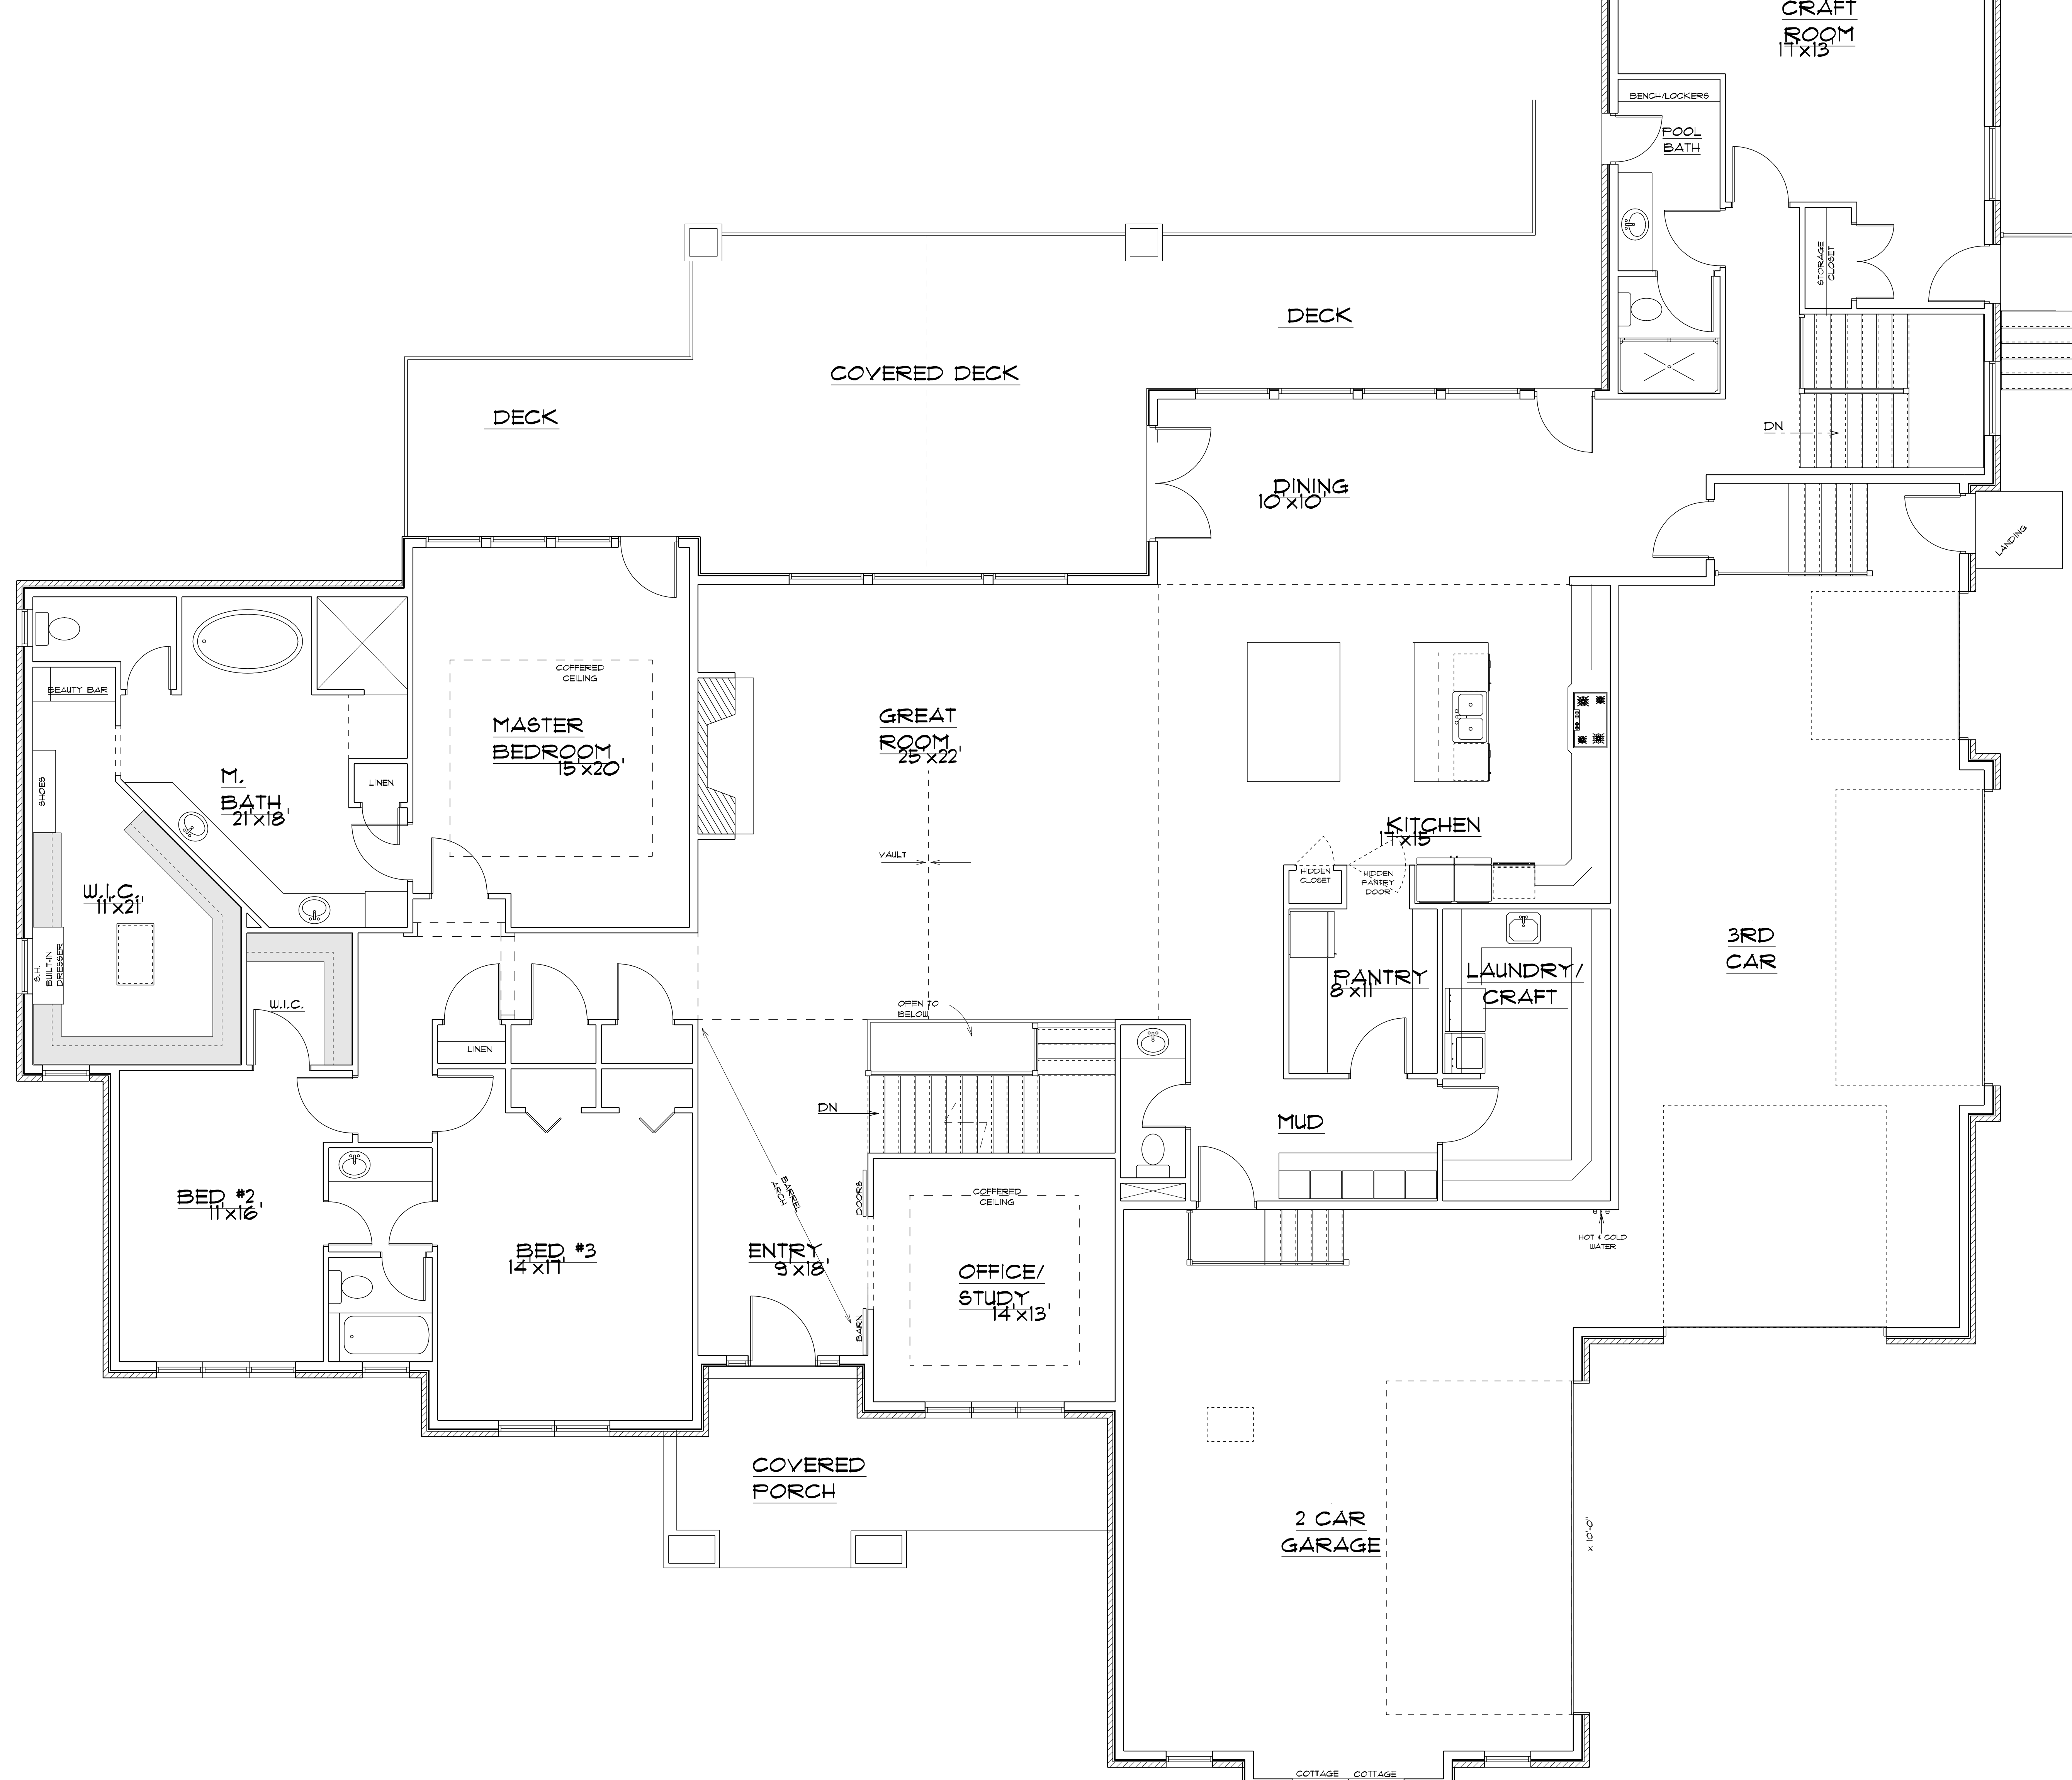 CRAFT
ROOM
17'x13'
BENCH/LOCKERS
POOL
BATH
STORAGE
CLOSET
DECK
COVERED DECK
DECK
DN
DINING
10'x10'
LANDING
BEAUTY BAR
COFFERED
CEILING
MASTER
BEDROOM
15'x20'
GREAT
ROOM
25'x22'
SHOES
M.
BATH
21'x18'
LINEN
KITCHEN
17'x15'
VAULT
HIDDEN
CLOSET
HIDDEN
PANTRY
DOOR
W.I.C.
11'x21'
S.H.
BUILT-IN
DRESSER
3RD
CAR
PANTRY
8'x11'
LAUNDRY/
CRAFT
W.I.C.
OPEN TO
BELOW
LINEN
DN
MUD
BARREL
ARCH
DOORS
COFFERED
CEILING
BED #2
11'x16'
BED #3
14'x17'
ENTRY
9'x18'
HOT & COLD
WATER
OFFICE/
STUDY
14'x13'
BARN
COVERED
PORCH
2 CAR
GARAGE
x 10'-0"
COTTAGE COTTAGE